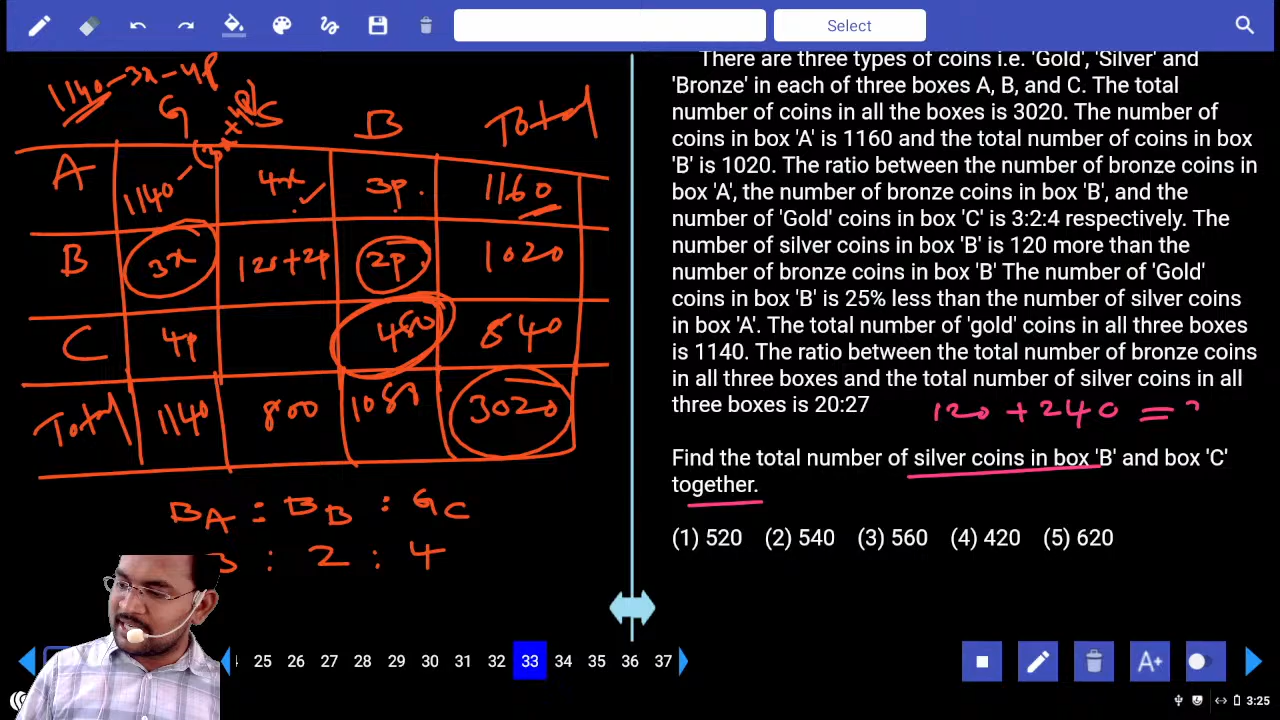 Select
There are three types of coins i.e. 'Gold', 'Silver' and
'Bronze' in each of three boxes A, B, and C. The total
number of coins in all the boxes is 3020. The number of
coins in box 'A' is 1160 and the total number of coins in box
'B' is 1020. The ratio between the number of bronze coins in
box 'A', the number of bronze coins in box 'B', and the
number of 'Gold' coins in box 'C' is 3:2:4 respectively. The
number of silver coins in box 'B' is 120 more than the
number of bronze coins in box 'B' The number of 'Gold'
coins in box 'B' is 25% less than the number of silver coins
in box 'A'. The total number of 'gold' coins in all three boxes
is 1140. The ratio between the total number of bronze coins
in all three boxes and the total number of silver coins in all
three boxes is 20:27
120 + 240 = ?
Find the total number of silver coins in box 'B' and box 'C'
together.
(1) 520 (2) 540 (3) 560 (4) 420 (5) 620
1140 - 3x - 4p
G S B Total
A 1140 - (3x + 4p) 4x 3p 1160
B 3x 120+2p 2p 1020
C 4p 480 840
Total 1140 800 1080 3020
BA : BB : GC
3 : 2 : 4
25 26 27 28 29 30 31 32 33 34 35 36 37
A+
3:25